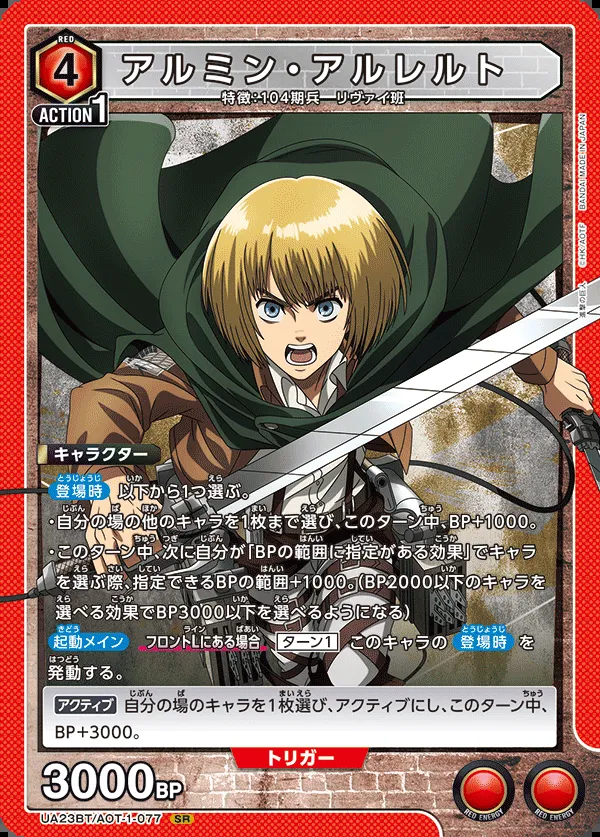 RED
4
ACTION 1
アルミン・アルレルト
特徴:104期兵 リヴァイ班
©HK/AOTF BANDAI MADE IN JAPAN
進撃の巨人
キャラクター
登場時 以下から1つ選ぶ。
・自分の場の他のキャラを1枚まで選び、このターン中、BP+1000。
・このターン中、次に自分が「BPの範囲に指定がある効果」でキャラ
を選ぶ際、指定できるBPの範囲+1000。(BP2000以下のキャラを
選べる効果でBP3000以下を選べるようになる)
起動メイン フロントLにある場合 ターン1 このキャラの 登場時 を
発動する。
アクティブ 自分の場のキャラを1枚選び、アクティブにし、このターン中、
BP+3000。
トリガー
3000BP
RED ENERGY RED ENERGY
UA23BT/AOT-1-077 SR